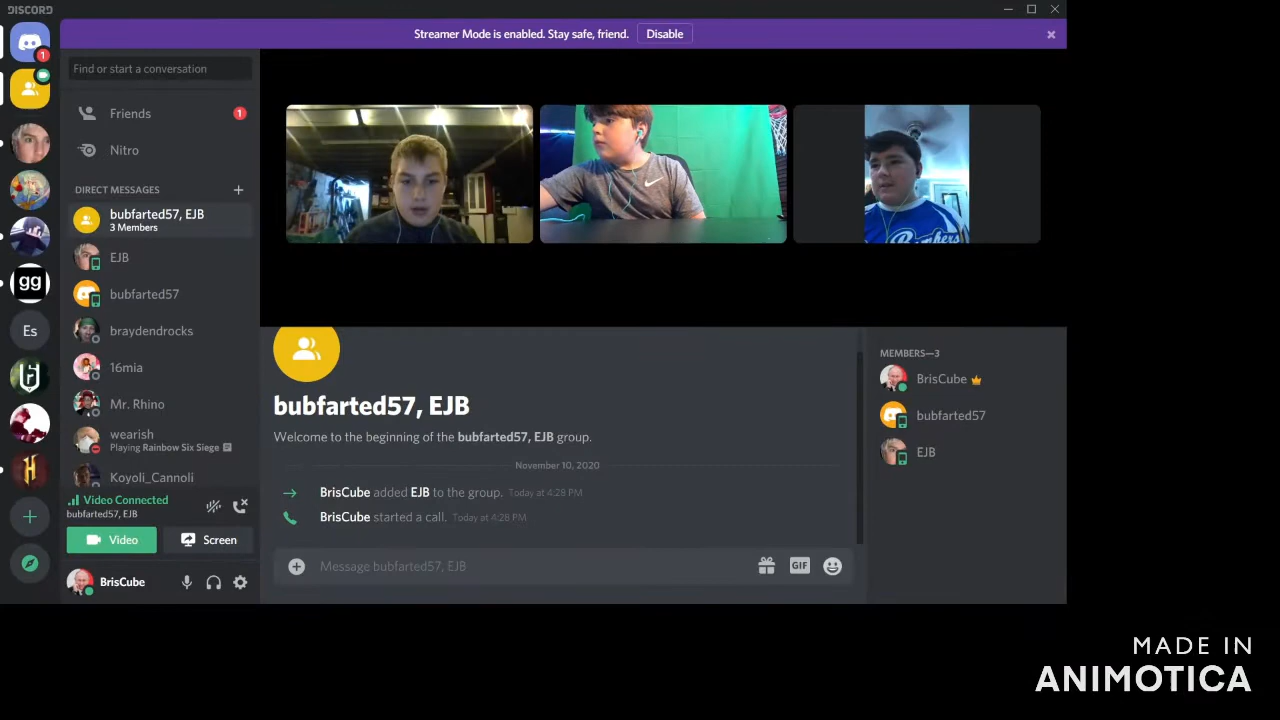 DISCORD
Streamer Mode is enabled. Stay safe, friend. Disable
1
Find or start a conversation
Friends 1
Nitro
DIRECT MESSAGES
bubfarted57, EJB
3 Members
EJB
bubfarted57
braydendrocks
16mia
Mr. Rhino
wearish
Playing Rainbow Six Siege
Koyoli_Cannoli
gg
Es
Video Connected
bubfarted57, EJB
Video Screen
BrisCube
bubfarted57, EJB
Welcome to the beginning of the bubfarted57, EJB group.
November 10, 2020
BrisCube added EJB to the group. Today at 4:28 PM
BrisCube started a call. Today at 4:28 PM
Message bubfarted57, EJB
GIF
MEMBERS—3
BrisCube
bubfarted57
EJB
MADE IN
ANIMOTICA